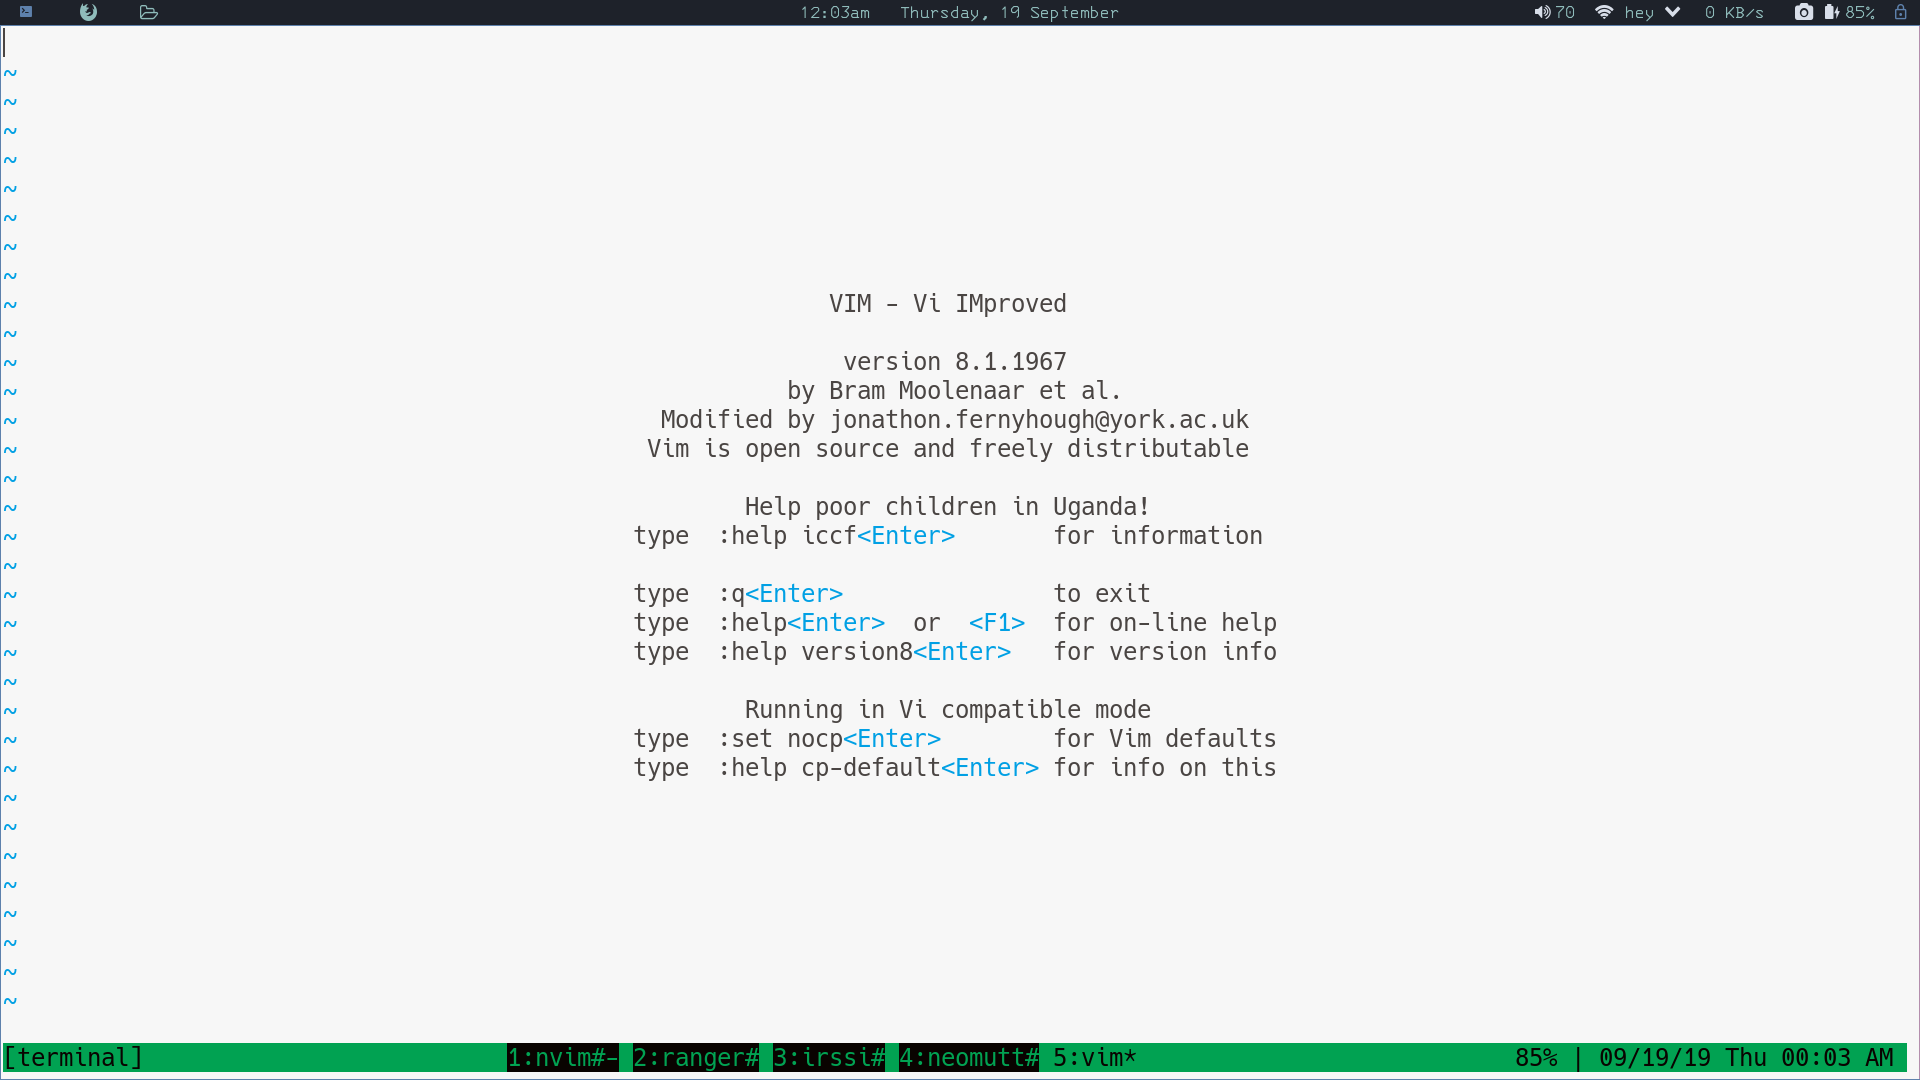 12:03am Thursday, 19 September 70 hey 0 KB/s 85%
~
~
~
~
~
~
~
~
~ VIM - Vi IMproved
~
~ version 8.1.1967
~ by Bram Moolenaar et al.
~ Modified by jonathon.fernyhough@york.ac.uk
~ Vim is open source and freely distributable
~
~ Help poor children in Uganda!
~ type :help iccf<Enter> for information
~
~ type :q<Enter> to exit
~ type :help<Enter> or <F1> for on-line help
~ type :help version8<Enter> for version info
~
~ Running in Vi compatible mode
~ type :set nocp<Enter> for Vim defaults
~ type :help cp-default<Enter> for info on this
~
~
~
~
~
~
~
~
[terminal] 1:nvim#- 2:ranger# 3:irssi# 4:neomutt# 5:vim* 85% | 09/19/19 Thu 00:03 AM